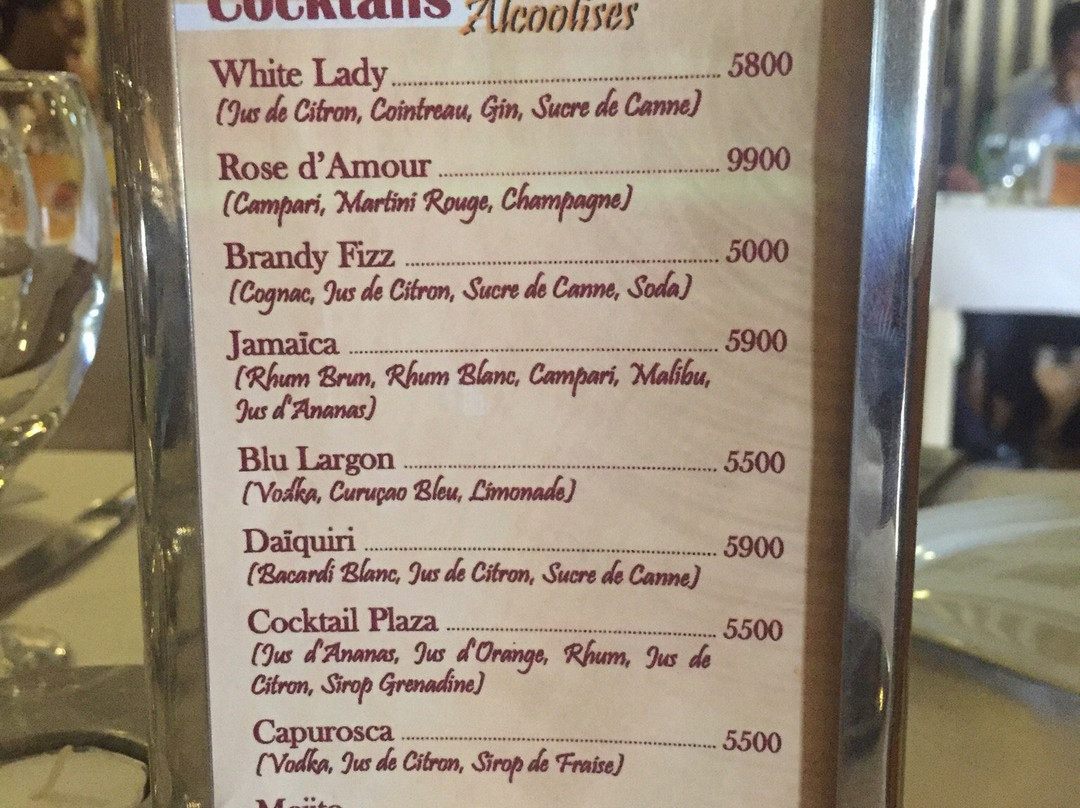 Cocktails Alcoolisés
White Lady 5800
(Jus de Citron, Cointreau, Gin, Sucre de Canne)
Rose d'Amour 9900
(Campari, Martini Rouge, Champagne)
Brandy Fizz 5000
(Cognac, Jus de Citron, Sucre de Canne, Soda)
Jamaïca 5900
(Rhum Brun, Rhum Blanc, Campari, Malibu,
Jus d'Ananas)
Blu Largon 5500
(Vodka, Curuçao Bleu, Limonade)
Daïquiri 5900
(Bacardi Blanc, Jus de Citron, Sucre de Canne)
Cocktail Plaza 5500
(Jus d'Ananas, Jus d'Orange, Rhum, Jus de
Citron, Sirop Grenadine)
Capurosca 5500
(Vodka, Jus de Citron, Sirop de Fraise)